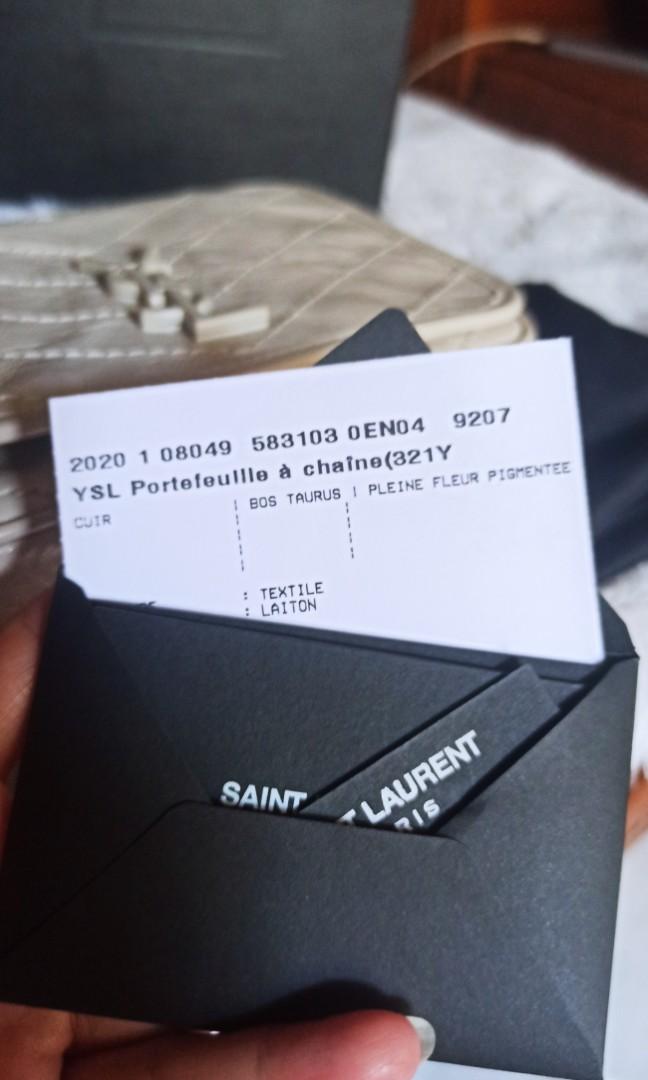 2020 1 08049 583103 0EN04 9207
YSL Portefeuille à chaîne(321Y
CUIR | BOS TAURUS | PLEINE FLEUR PIGMENTEE
: TEXTILE
: LAITON
SAINT
T LAURENT
RIS